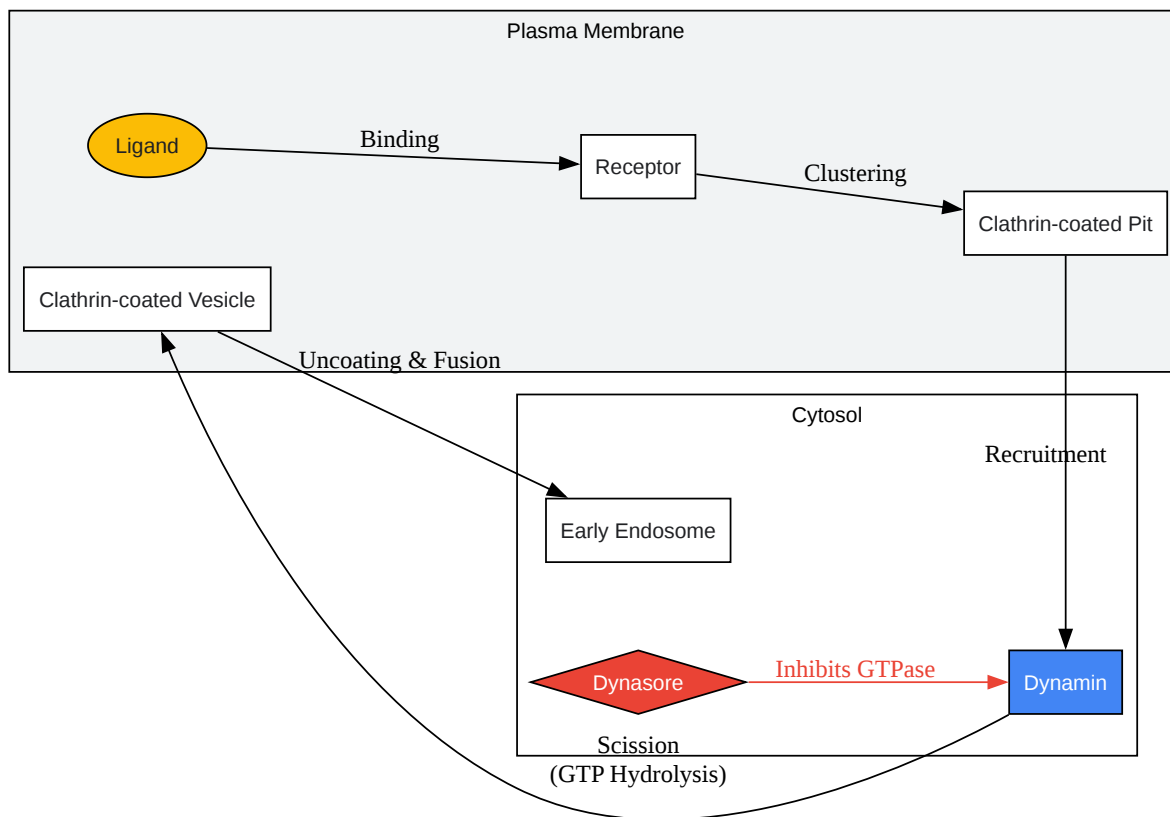 Plasma Membrane
Ligand
Binding
Receptor
Clustering
Clathrin-coated Pit
Clathrin-coated Vesicle
Uncoating & Fusion
Cytosol
Recruitment
Early Endosome
Dynasore
Inhibits GTPase
Dynamin
Scission
(GTP Hydrolysis)